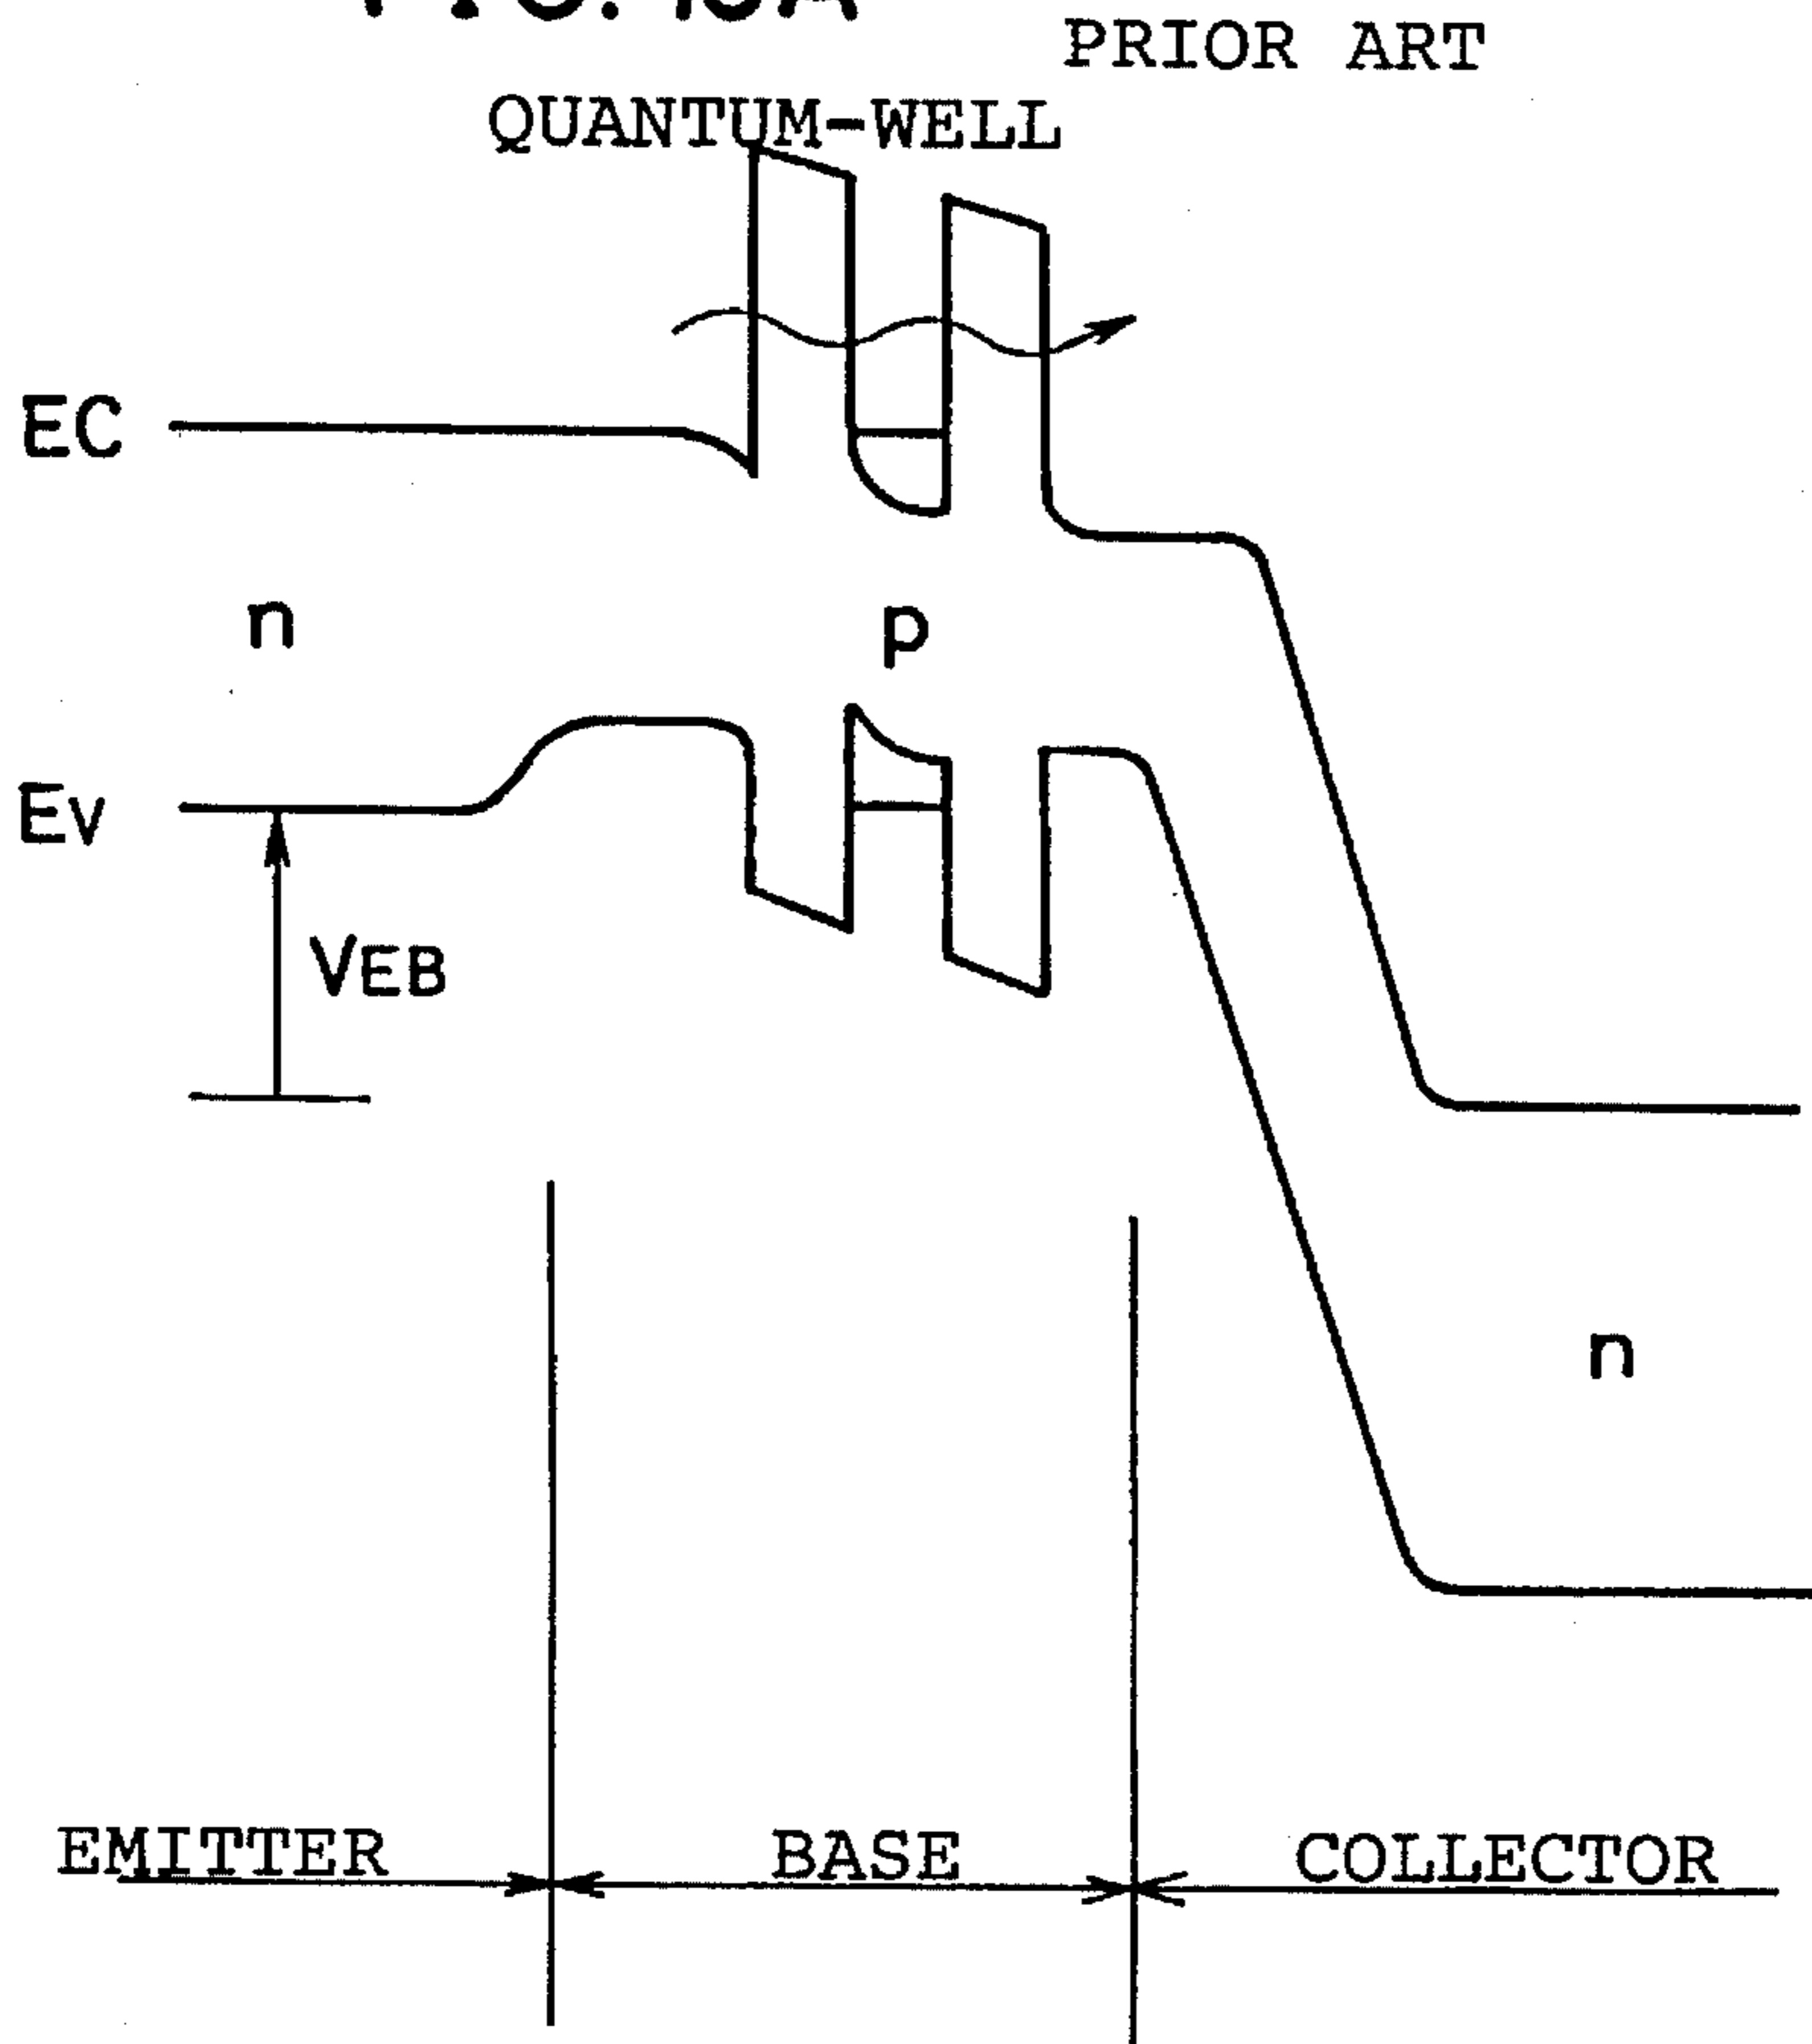 PRIOR ART
QUANTUM-WELL
EC
n
p
EV
VEB
n
EMITTER
BASE
COLLECTOR